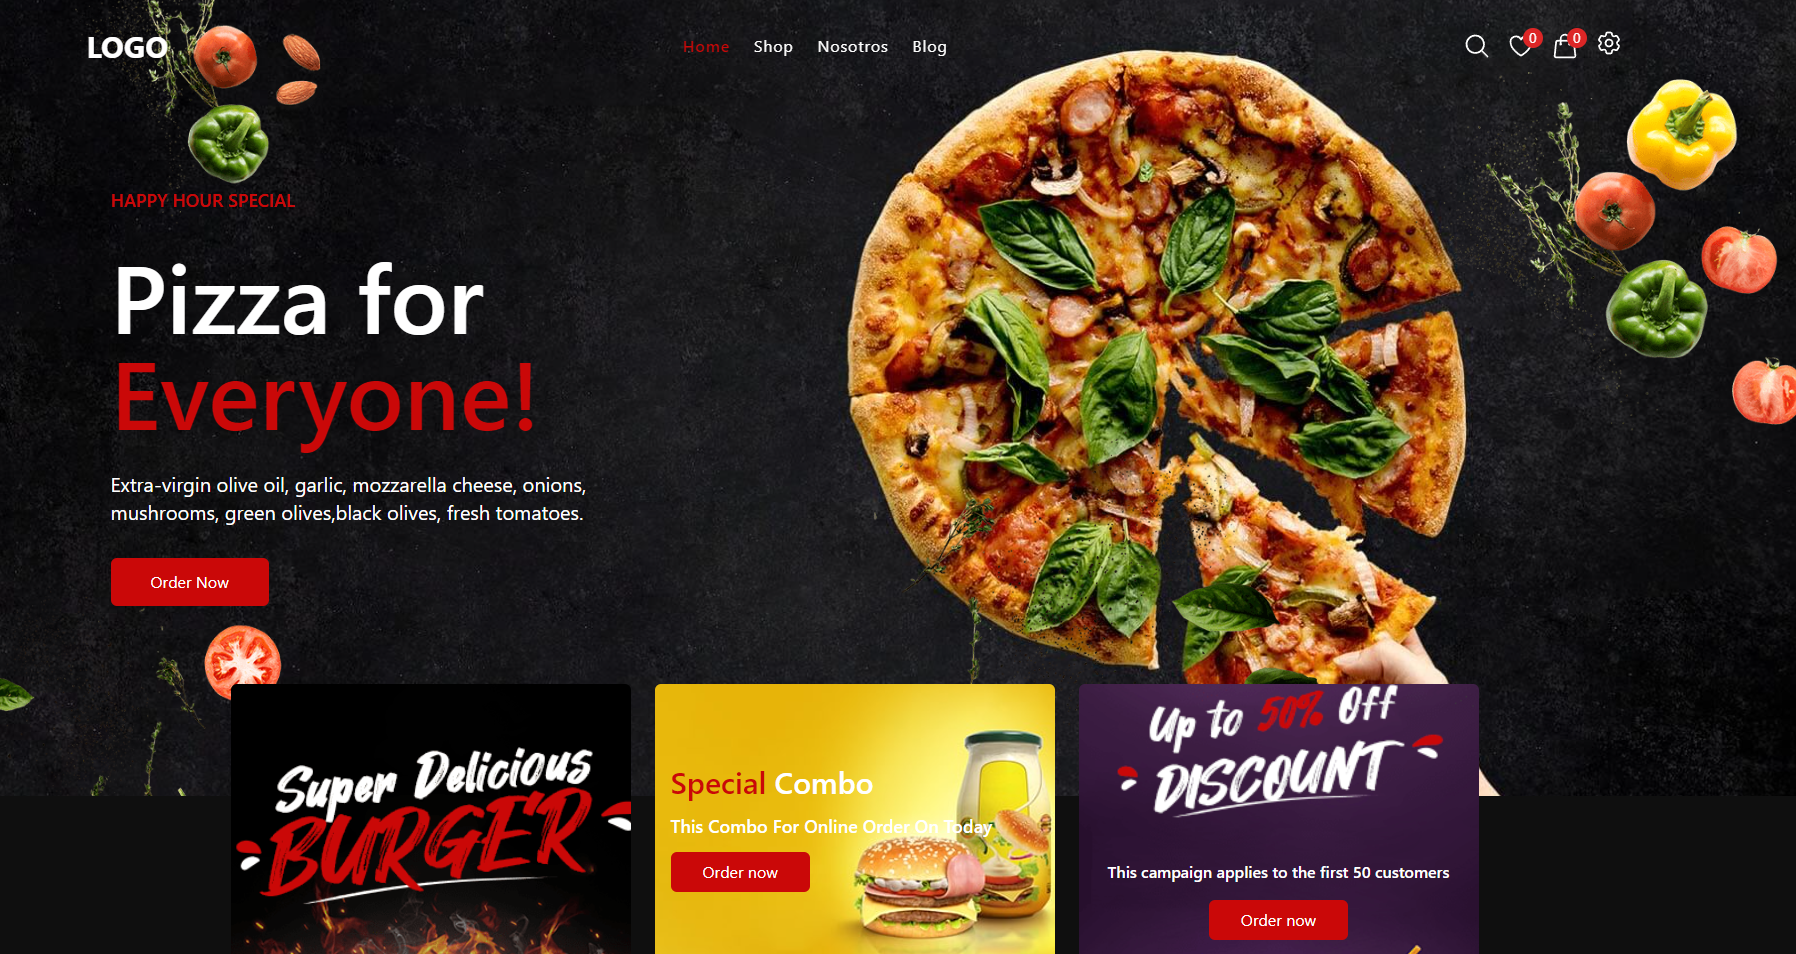 LOGO
Home Shop Nosotros Blog
0 0
HAPPY HOUR SPECIAL
Pizza for
Everyone!
Extra-virgin olive oil, garlic, mozzarella cheese, onions,
mushrooms, green olives,black olives, fresh tomatoes.
Order Now
Super Delicious
BURGER
Special Combo
This Combo For Online Order On Today
Order now
Up to 50% Off
DISCOUNT
This campaign applies to the first 50 customers
Order now